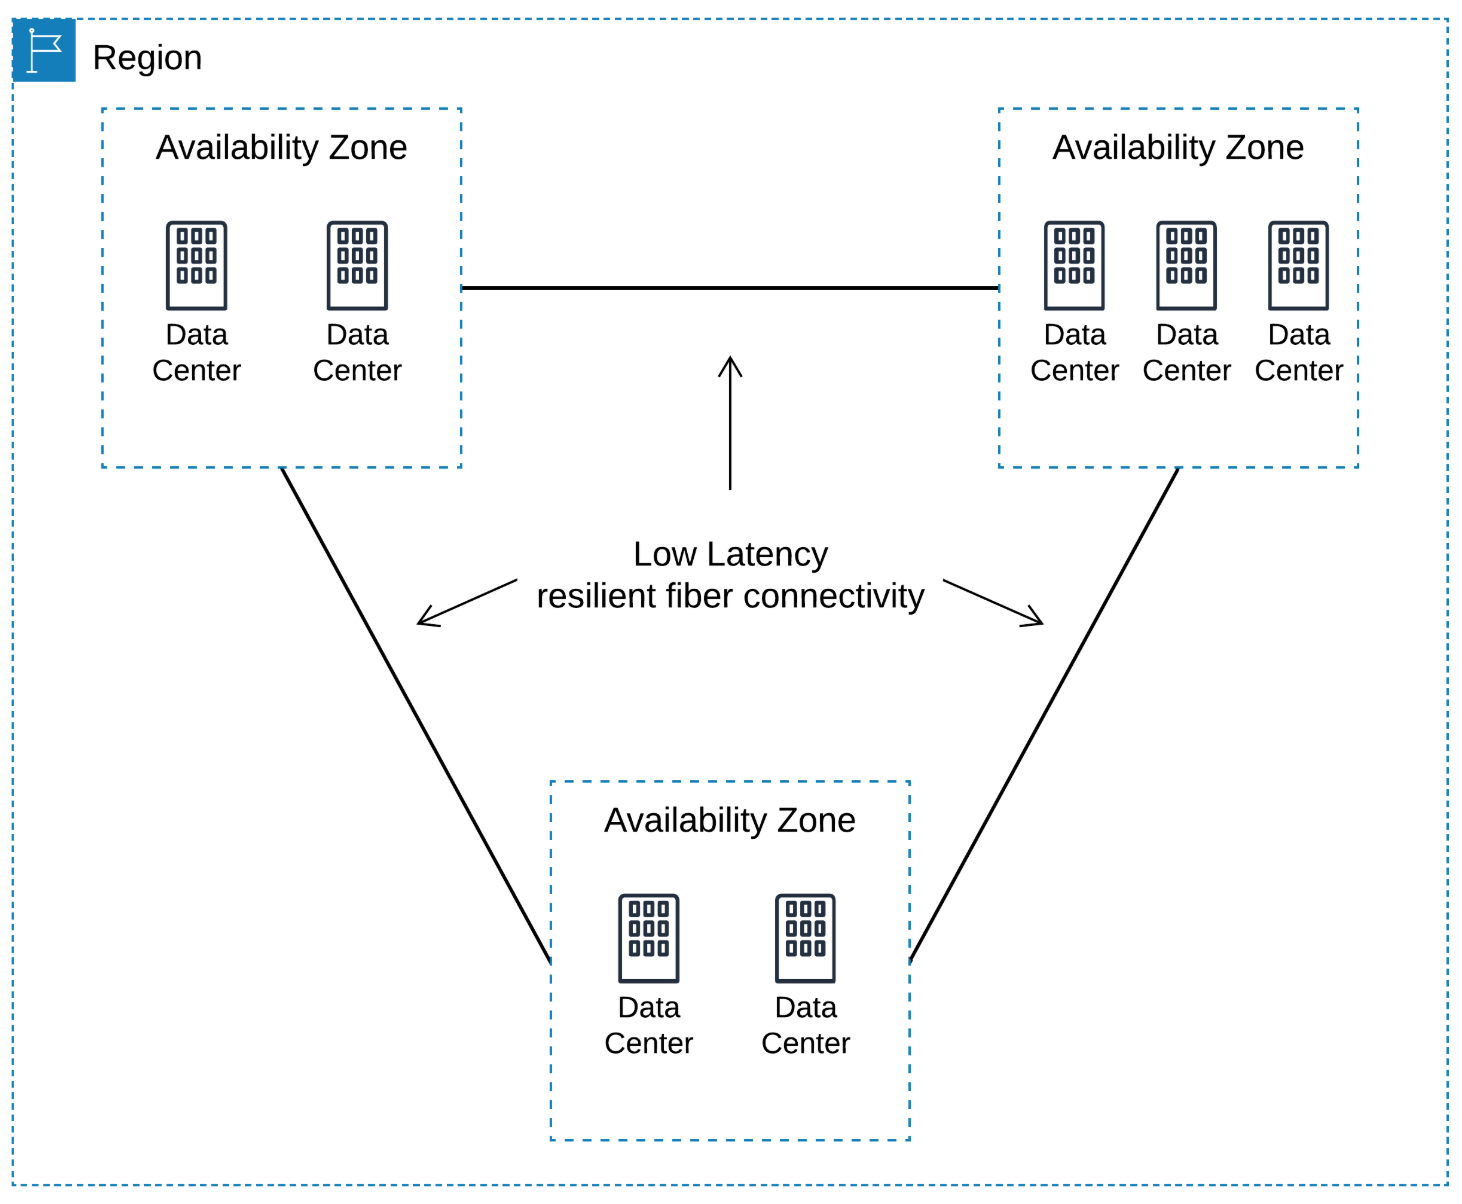 Region
Availability Zone
Data
Center
Data
Center
Availability Zone
Data
Center
Data
Center
Data
Center
Low Latency
resilient fiber connectivity
Availability Zone
Data
Center
Data
Center